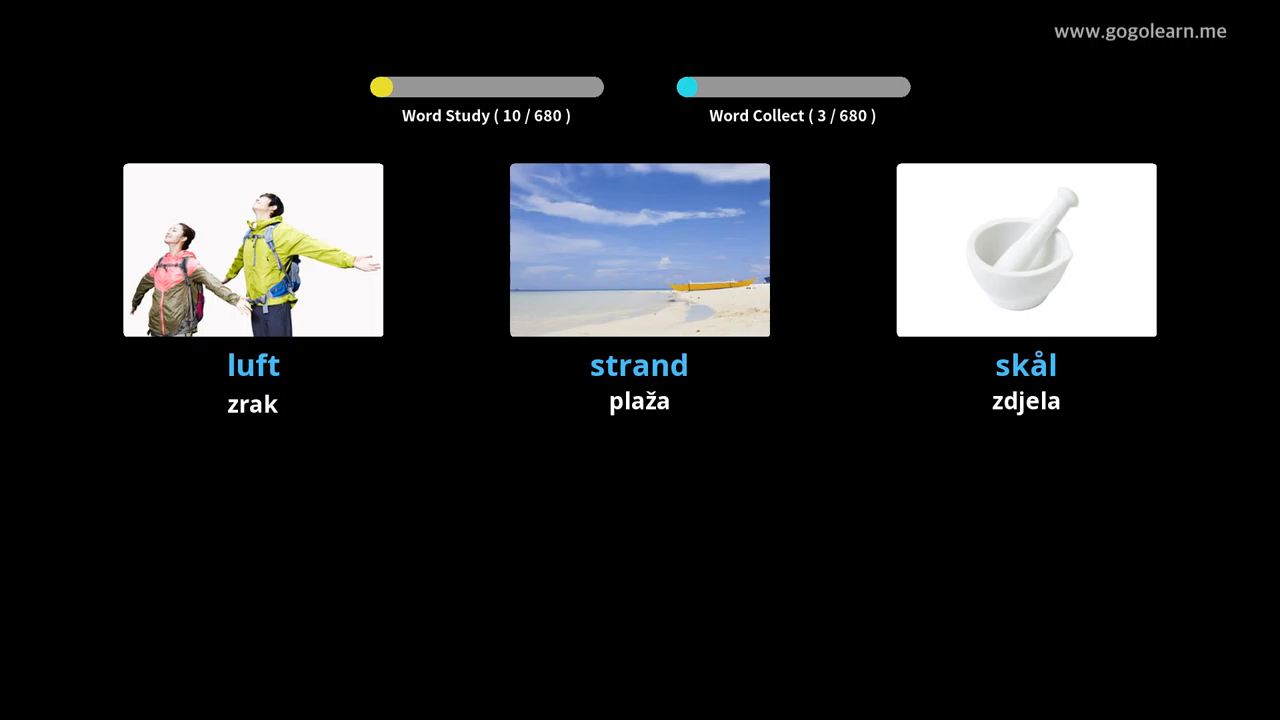 www.gogolearn.me
Word Study ( 10 / 680 )
Word Collect ( 3 / 680 )
luft
zrak
strand
plaža
skål
zdjela